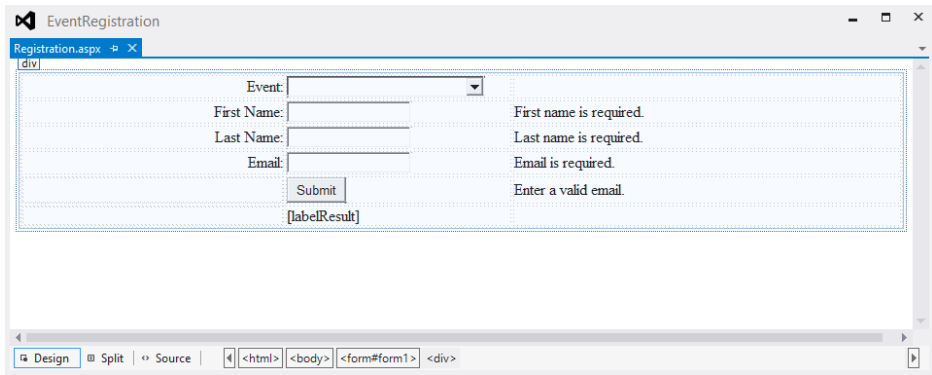 EventRegistration
Registration.aspx
div
Event:
First Name: First name is required.
Last Name: Last name is required.
Email: Email is required.
Submit Enter a valid email.
[labelResult]
Design Split Source <html> <body> <form#form1> <div>